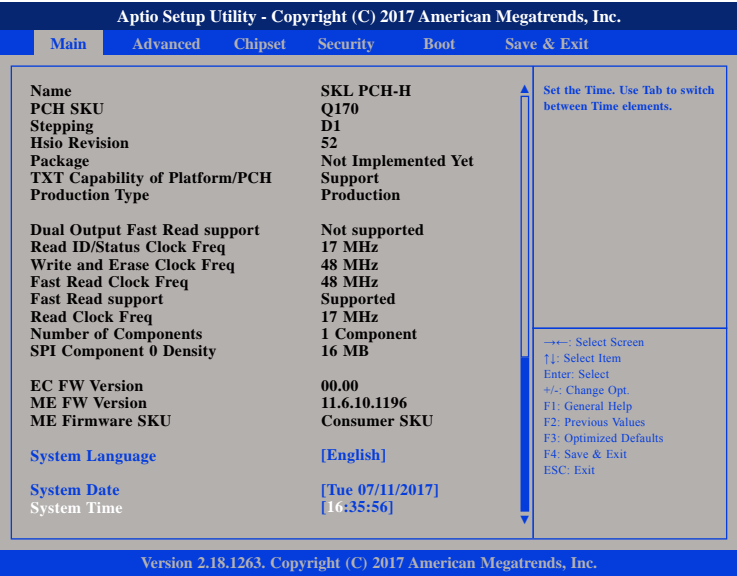 Aptio Setup Utility - Copyright (C) 2017 American Megatrends, Inc.
Main Advanced Chipset Security Boot Save & Exit
Name SKL PCH-H
PCH SKU Q170
Stepping D1
Hsio Revision 52
Package Not Implemented Yet
TXT Capability of Platform/PCH Support
Production Type Production
Dual Output Fast Read support Not supported
Read ID/Status Clock Freq 17 MHz
Write and Erase Clock Freq 48 MHz
Fast Read Clock Freq 48 MHz
Fast Read support Supported
Read Clock Freq 17 MHz
Number of Components 1 Component
SPI Component 0 Density 16 MB
EC FW Version 00.00
ME FW Version 11.6.10.1196
ME Firmware SKU Consumer SKU
System Language [English]
System Date [Tue 07/11/2017]
System Time [16:35:56]
Set the Time. Use Tab to switch
between Time elements.
→←: Select Screen
↑↓: Select Item
Enter: Select
+/-: Change Opt.
F1: General Help
F2: Previous Values
F3: Optimized Defaults
F4: Save & Exit
ESC: Exit
Version 2.18.1263. Copyright (C) 2017 American Megatrends, Inc.